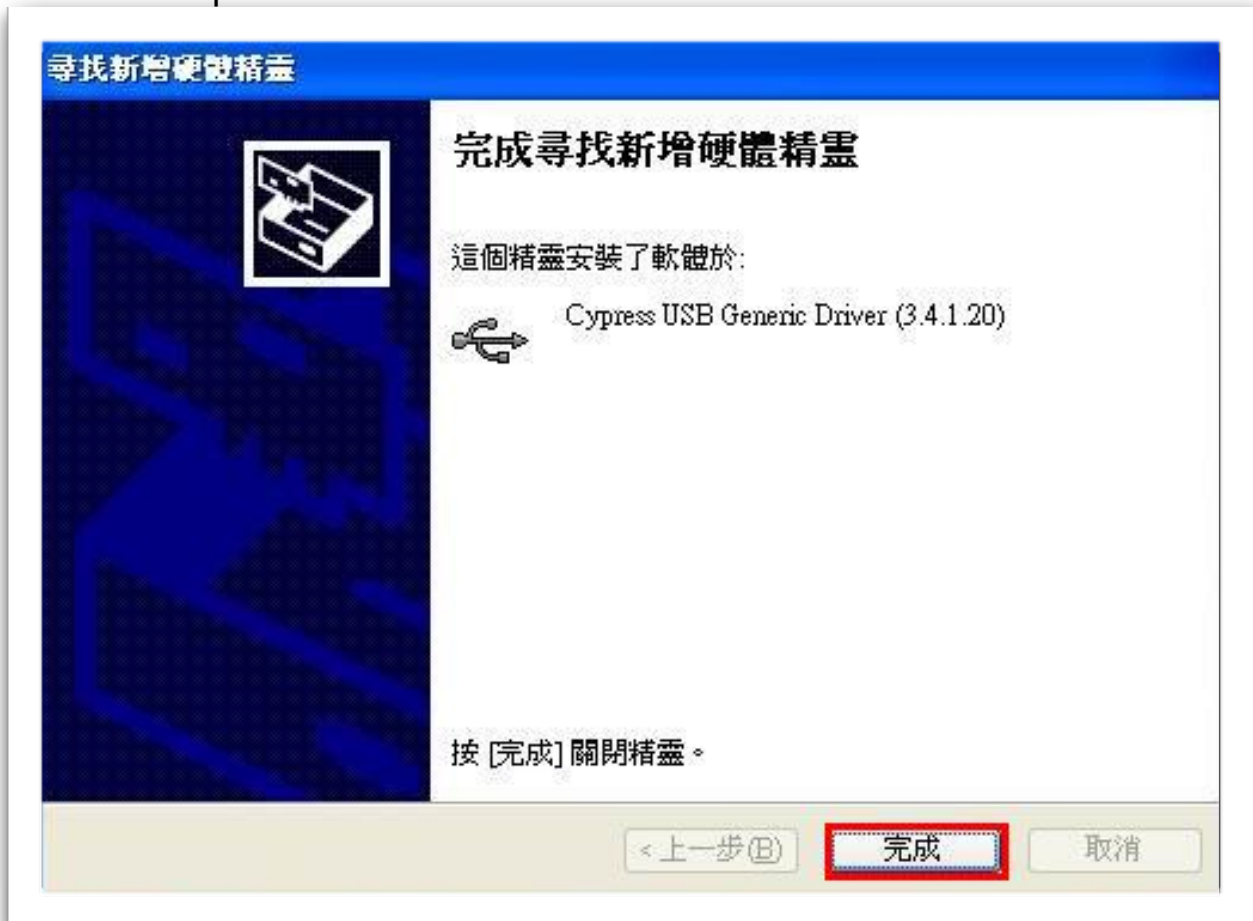 尋找新增硬體精靈
完成尋找新增硬體精靈
這個精靈安裝了軟體於:
Cypress USB Generic Driver (3.4.1.20)
按 [完成] 關閉精靈。
<上一步(B) 完成 取消